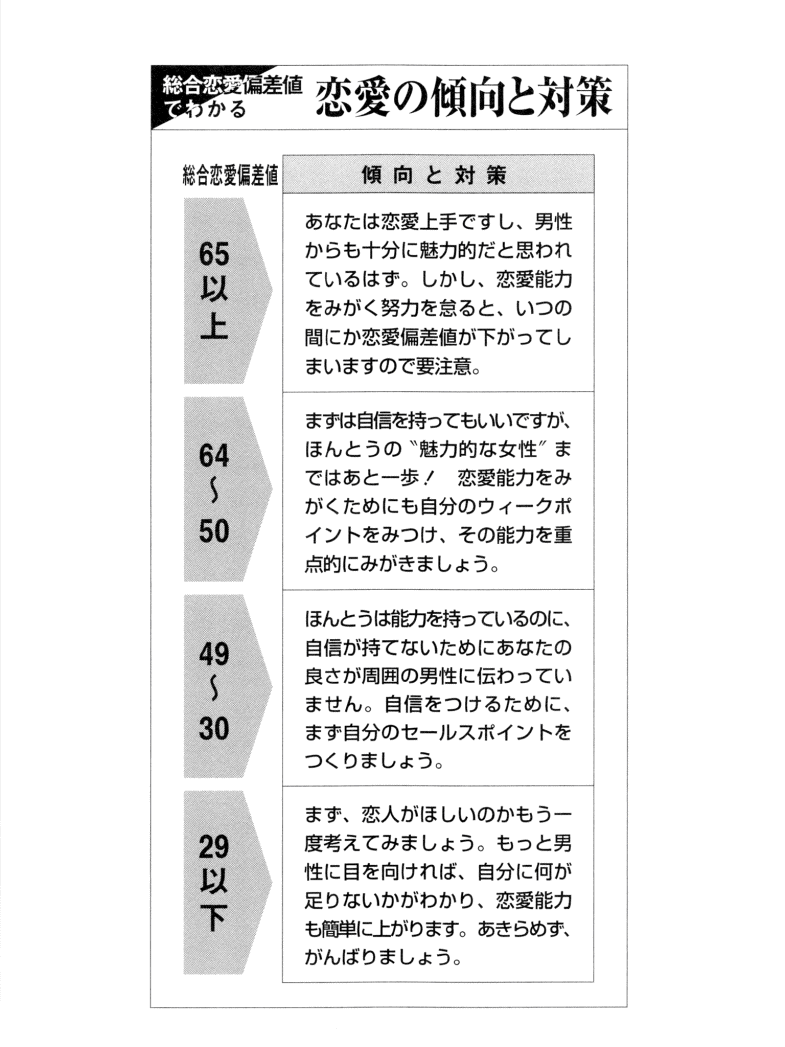 総合恋愛偏差値
でわかる
恋愛の傾向と対策
総合恋愛偏差値
傾向と対策
65
以
上
あなたは恋愛上手ですし、男性
からも十分に魅力的だと思われ
ているはず。しかし、恋愛能力
をみがく努力を怠ると、いつの
間にか恋愛偏差値が下がってし
まいますので要注意。
64
〜
50
まずは自信を持ってもいいですが、
ほんとうの〝魅力的な女性〟ま
ではあと一歩！　恋愛能力をみ
がくためにも自分のウィークポ
イントをみつけ、その能力を重
点的にみがきましょう。
49
〜
30
ほんとうは能力を持っているのに、
自信が持てないためにあなたの
良さが周囲の男性に伝わってい
ません。自信をつけるために、
まず自分のセールスポイントを
つくりましょう。
29
以
下
まず、恋人がほしいのかもう一
度考えてみましょう。もっと男
性に目を向ければ、自分に何が
足りないかがわかり、恋愛能力
も簡単に上がります。あきらめず、
がんばりましょう。